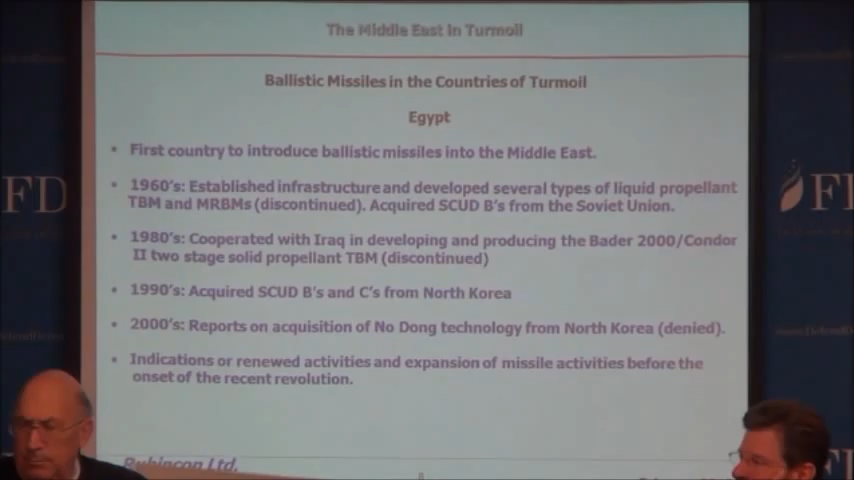 The Middle East in Turmoil
Ballistic Missiles in the Countries of Turmoil
Egypt
• First country to introduce ballistic missiles into the Middle East.
• 1960's: Established infrastructure and developed several types of liquid propellant
TBM and MRBMs (discontinued). Acquired SCUD B's from the Soviet Union.
• 1980's: Cooperated with Iraq in developing and producing the Bader 2000/Condor
II two stage solid propellant TBM (discontinued)
• 1990's: Acquired SCUD B's and C's from North Korea
• 2000's: Reports on acquisition of No Dong technology from North Korea (denied).
• Indications or renewed activities and expansion of missile activities before the
onset of the recent revolution.
Rubincon Ltd.
FD
F